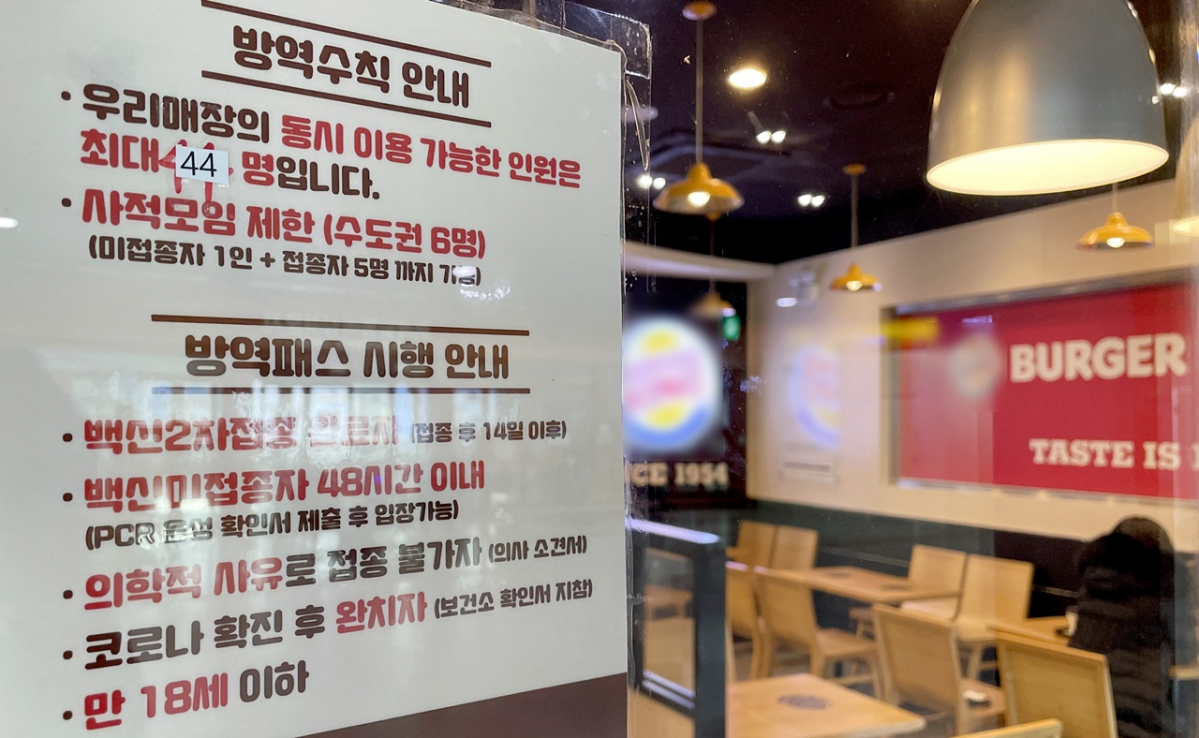 방역수칙 안내
· 우리매장의 동시 이용 가능한 인원은
최대 44 명입니다.
· 사적모임 제한 (수도권 6명)
(미접종자 1인 + 접종자 5명 까지 가능)
방역패스 시행 안내
· 백신2차접종 완료자 (접종 후 14일 이후)
· 백신미접종자 48시간 이내
(PCR 음성 확인서 제출 후 입장가능)
· 의학적 사유로 접종 불가자 (의사 소견서)
· 코로나 확진 후 완치자 (보건소 확인서 지참)
· 만 18세 이하
BURGER
TASTE IS
CE 1954